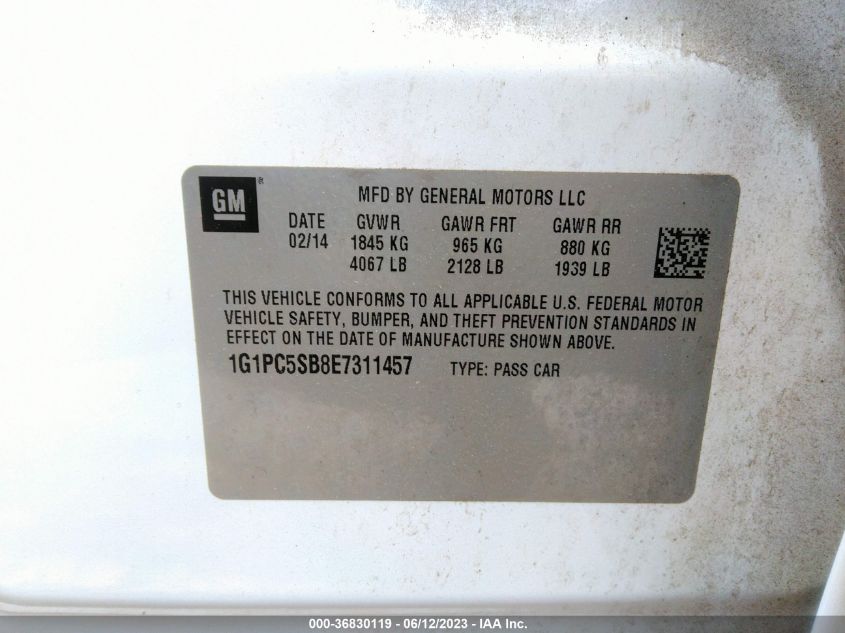 GM
MFD BY GENERAL MOTORS LLC
DATE GVWR GAWR FRT GAWR RR
02/14 1845 KG 965 KG 880 KG
4067 LB 2128 LB 1939 LB
THIS VEHICLE CONFORMS TO ALL APPLICABLE U.S. FEDERAL MOTOR
VEHICLE SAFETY, BUMPER, AND THEFT PREVENTION STANDARDS IN
EFFECT ON THE DATE OF MANUFACTURE SHOWN ABOVE.
1G1PC5SB8E7311457 TYPE: PASS CAR
000-36830119 - 06/12/2023 - IAA Inc.